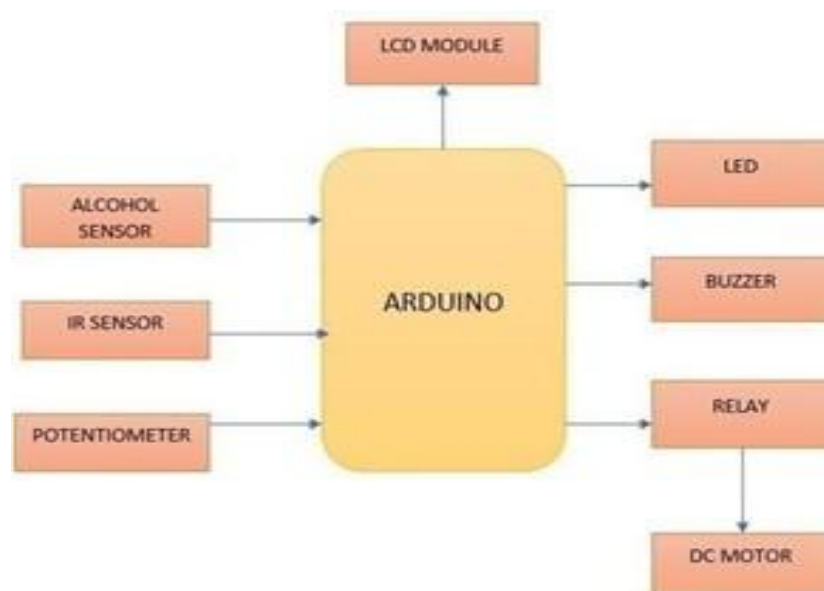 LCD MODULE
LED
ALCOHOL
SENSOR
BUZZER
ARDUINO
IR SENSOR
RELAY
POTENTIOMETER
DC MOTOR